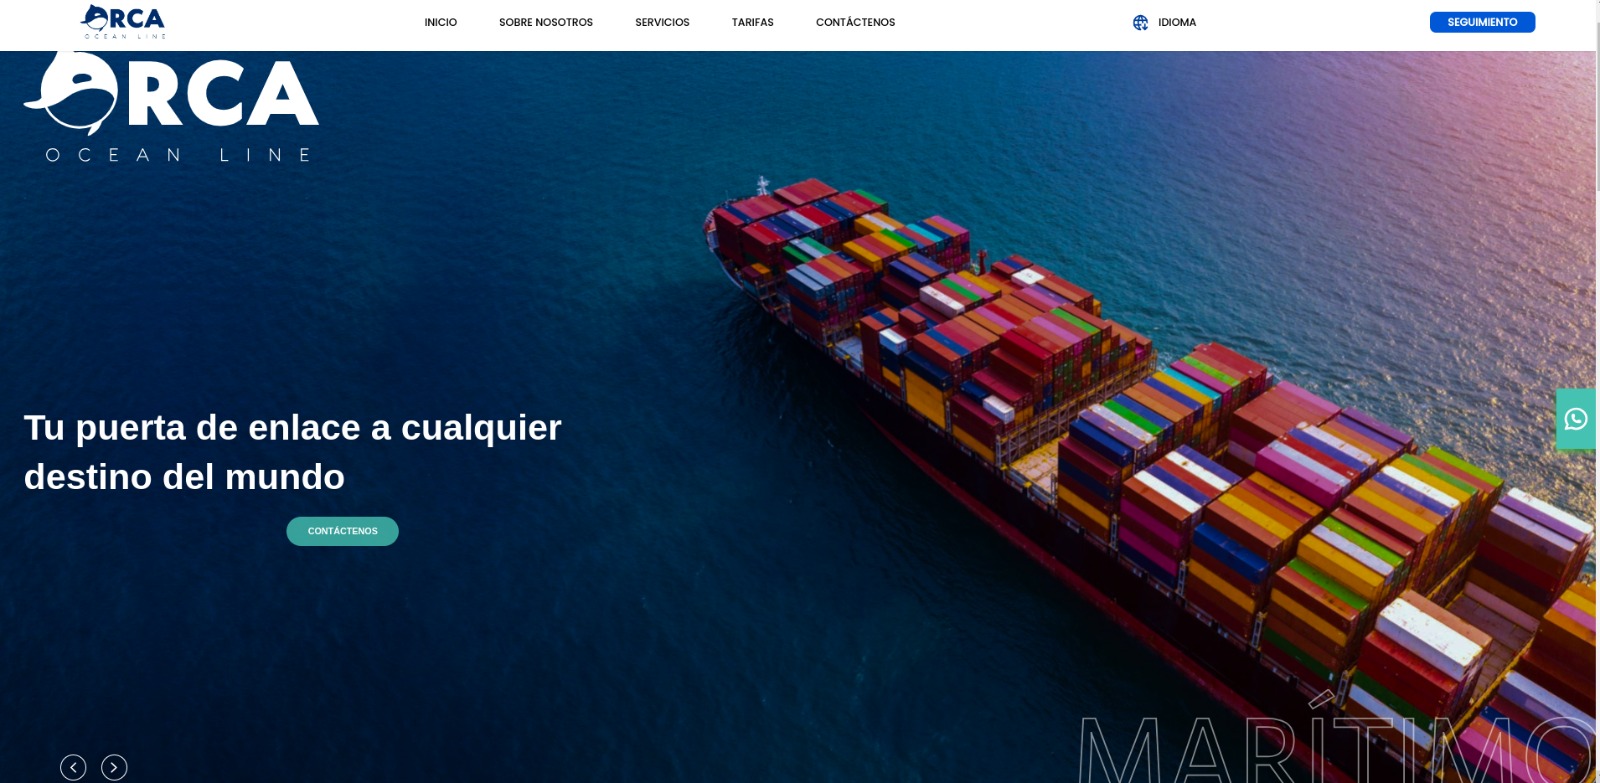 ORCA
OCEAN LINE
INICIO
SOBRE NOSOTROS
SERVICIOS
TARIFAS
CONTÁCTENOS
IDIOMA
SEGUIMIENTO
ORCA
OCEAN LINE
Tu puerta de enlace a cualquier
destino del mundo
CONTÁCTENOS
MARÍTIMO